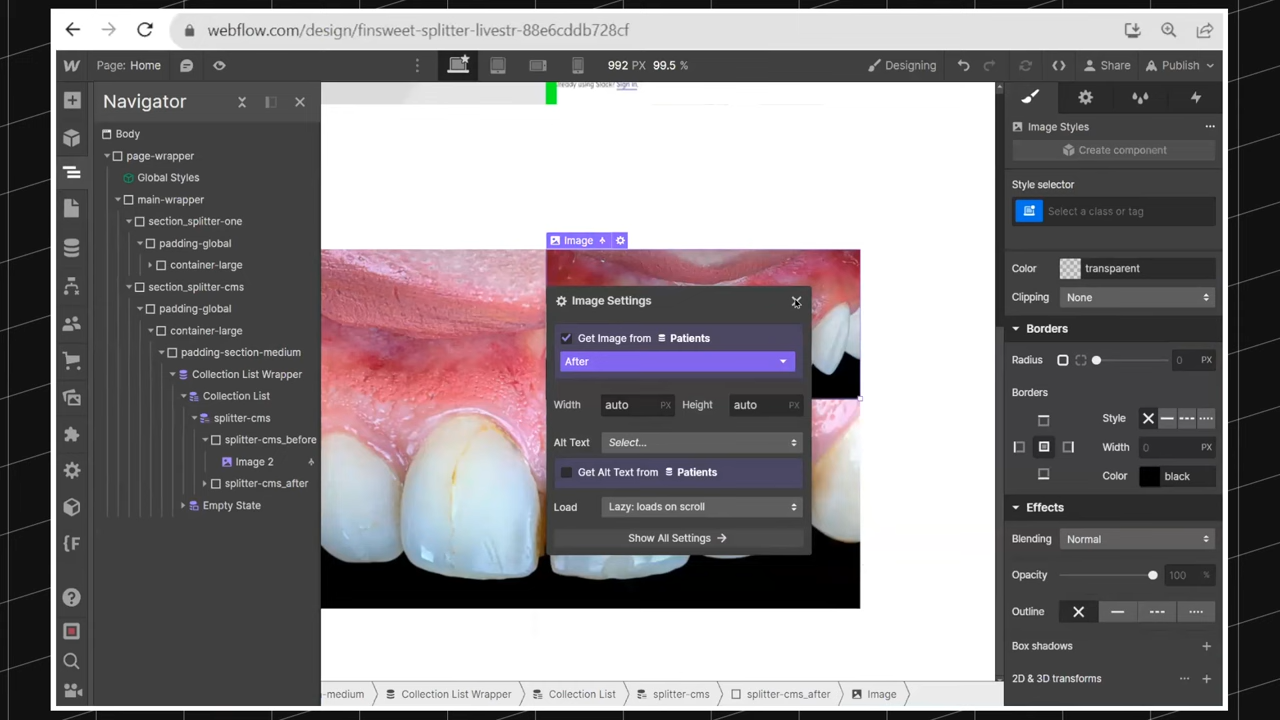 webflow.com/design/finsweet-splitter-livestr-88e6cddb728cf
Page: Home
992 PX 99.5 %
Designing
Share
Publish
Navigator
Body
page-wrapper
Global Styles
main-wrapper
section_splitter-one
padding-global
container-large
section_splitter-cms
padding-global
container-large
padding-section-medium
Collection List Wrapper
Collection List
splitter-cms
splitter-cms_before
Image 2
splitter-cms_after
Empty State
ready using Slack? Sign in.
Image
Image Settings
Get Image from Patients
After
Width auto PX Height auto PX
Alt Text Select...
Get Alt Text from Patients
Load Lazy: loads on scroll
Show All Settings
-medium Collection List Wrapper Collection List splitter-cms splitter-cms_after Image
Image Styles
Create component
Style selector
Select a class or tag
Color transparent
Clipping None
Borders
Radius 0 PX
Borders
Style
Width 0 PX
Color black
Effects
Blending Normal
Opacity 100 %
Outline
Box shadows
2D & 3D transforms